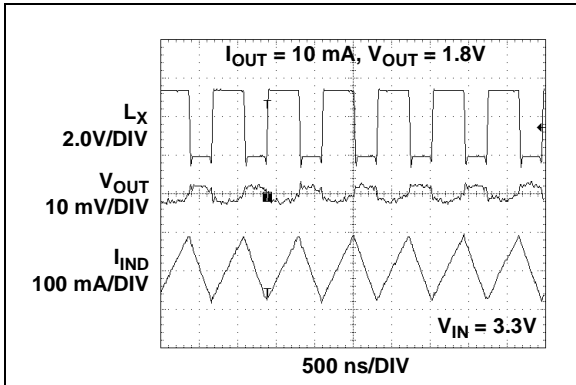 I_OUT = 10 mA, V_OUT = 1.8V
L_X
2.0V/DIV
V_OUT
10 mV/DIV
I_IND
100 mA/DIV
V_IN = 3.3V
500 ns/DIV